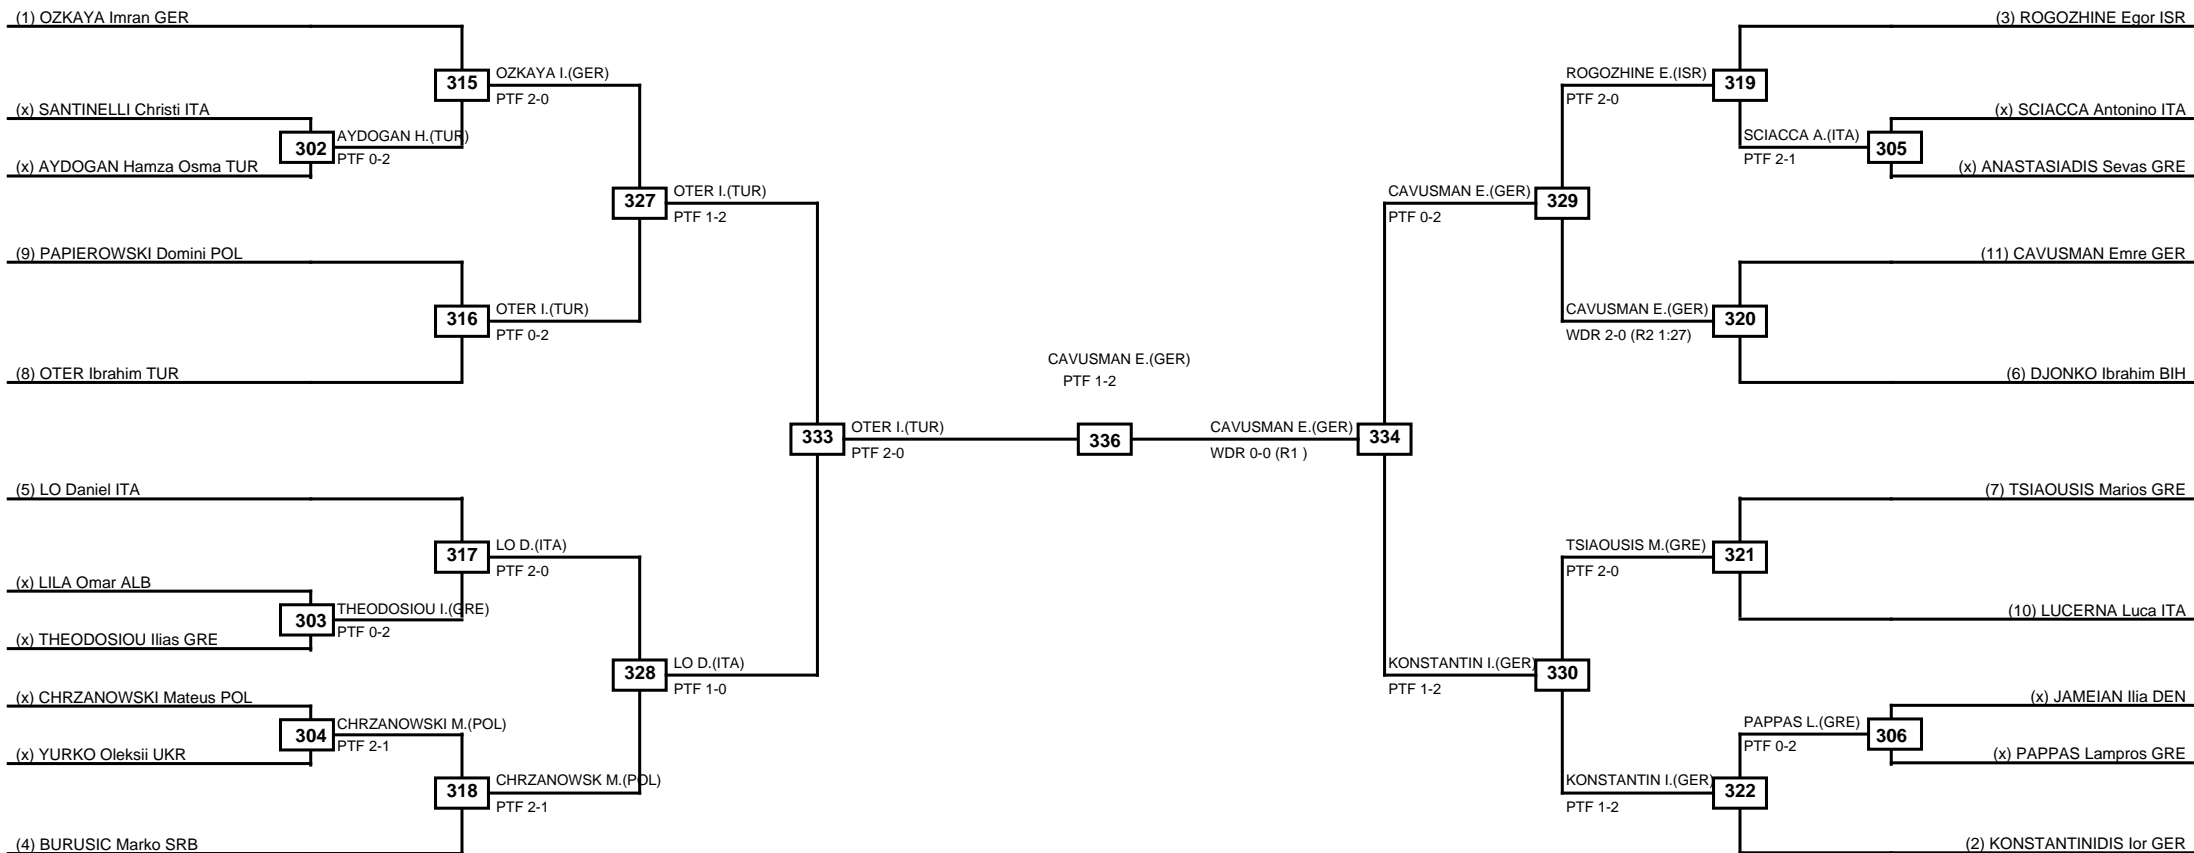 (1) OZKAYA Imran GER
(3) ROGOZHINE Egor ISR
315
OZKAYA I.(GER)
PTF 2-0
ROGOZHINE E.(ISR)
PTF 2-0
319
(x) SANTINELLI Christi ITA
302
AYDOGAN H.(TUR)
PTF 0-2
(x) AYDOGAN Hamza Osma TUR
(x) SCIACCA Antonino ITA
SCIACCA A.(ITA)
PTF 2-1
305
(x) ANASTASIADIS Sevas GRE
327
OTER I.(TUR)
PTF 1-2
CAVUSMAN E.(GER)
PTF 0-2
329
(9) PAPIEROWSKI Domini POL
(11) CAVUSMAN Emre GER
316
OTER I.(TUR)
PTF 0-2
CAVUSMAN E.(GER)
WDR 2-0 (R2 1:27)
320
(8) OTER Ibrahim TUR
(6) DJONKO Ibrahim BIH
CAVUSMAN E.(GER)
PTF 1-2
333
OTER I.(TUR)
PTF 2-0
336
CAVUSMAN E.(GER)
WDR 0-0 (R1 )
334
(5) LO Daniel ITA
(7) TSIAOUSIS Marios GRE
317
LO D.(ITA)
PTF 2-0
TSIAOUSIS M.(GRE)
PTF 2-0
321
(x) LILA Omar ALB
303
THEODOSIOU I.(GRE)
PTF 0-2
(x) THEODOSIOU Ilias GRE
(10) LUCERNA Luca ITA
328
LO D.(ITA)
PTF 1-0
KONSTANTIN I.(GER)
PTF 1-2
330
(x) CHRZANOWSKI Mateus POL
304
CHRZANOWSKI M.(POL)
PTF 2-1
(x) YURKO Oleksii UKR
(x) JAMEIAN Ilia DEN
PAPPAS L.(GRE)
PTF 0-2
306
(x) PAPPAS Lampros GRE
318
CHRZANOWSK M.(POL)
PTF 2-1
KONSTANTIN I.(GER)
PTF 1-2
322
(4) BURUSIC Marko SRB
(2) KONSTANTINIDIS Ior GER